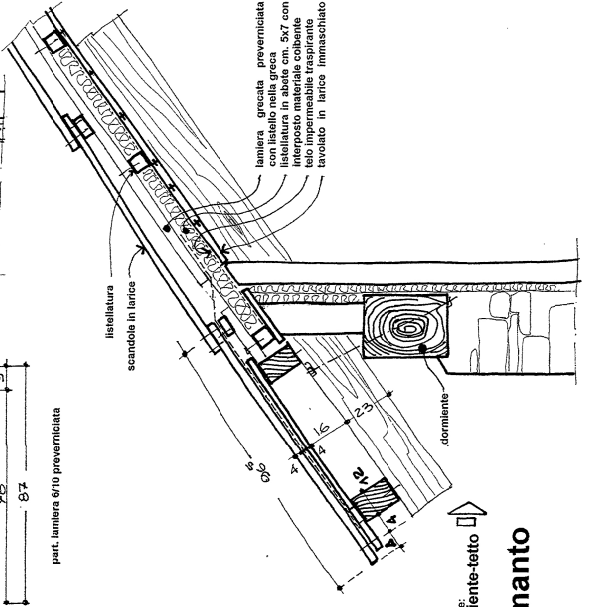 lamiera grecata preverniciata
con listello nella greca
listellatura in abete cm. 5x7 con
interposto materiale coibente
telo impermeabile traspirante
tavolato in larice immaschiato
listellatura
scandole in larice
part. lamiera 6/10 preverniciata
87
dormiente
16
23
4
4
12
4
4
iente-tetto
nanto